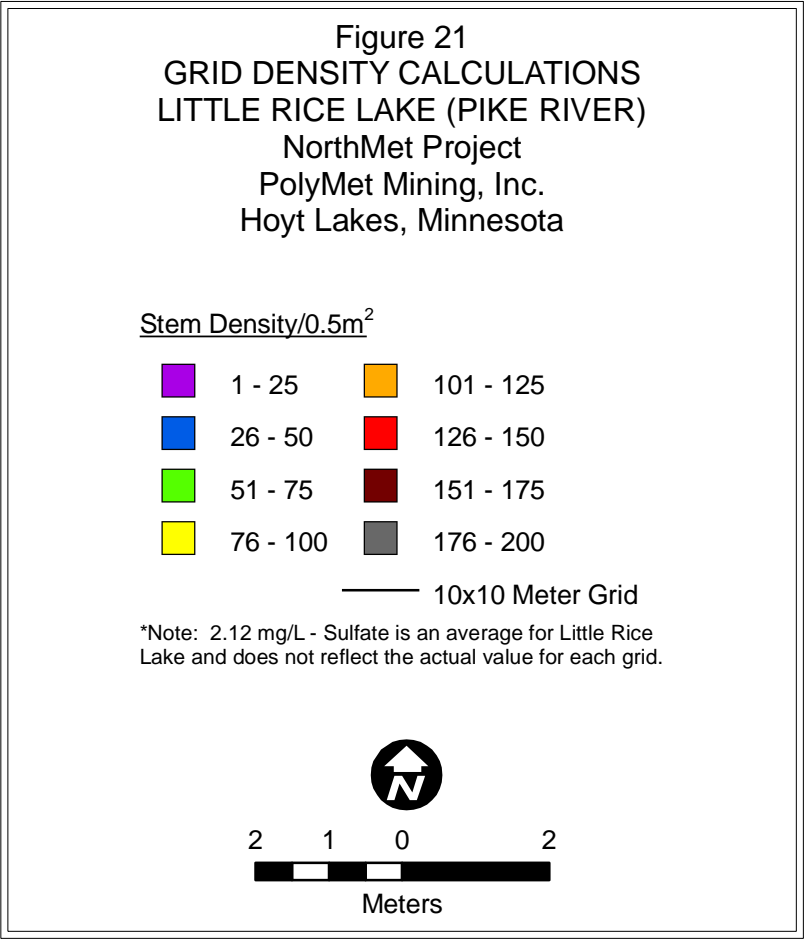 Figure 21
GRID DENSITY CALCULATIONS
LITTLE RICE LAKE (PIKE RIVER)
NorthMet Project
PolyMet Mining, Inc.
Hoyt Lakes, Minnesota
Stem Density/0.5m²
1 - 25
26 - 50
51 - 75
76 - 100
101 - 125
126 - 150
151 - 175
176 - 200
10x10 Meter Grid
*Note: 2.12 mg/L - Sulfate is an average for Little Rice
Lake and does not reflect the actual value for each grid.
N
2 1 0 2
Meters